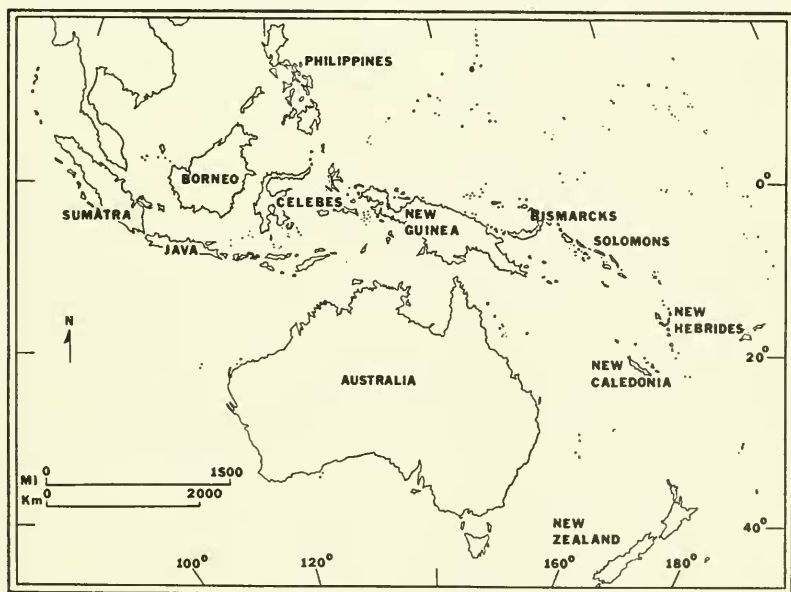 PHILIPPINES
BORNEO
0°
SUMATRA
CELEBES
NEW
GUINEA
BISMARCKS
SOLOMONS
JAVA
N
NEW
HEBRIDES
20°
NEW
CALEDONIA
AUSTRALIA
Mi 0 1500
Km 0 2000
NEW
ZEALAND
40°
100° 120° 160° 180°